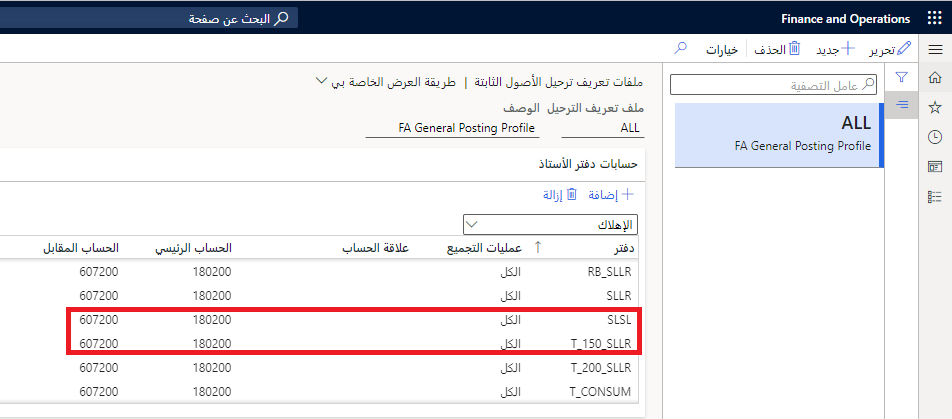 Finance and Operations البحث عن صفحة
تحرير جديد الحذف خيارات
عامل التصفية
ALL
FA General Posting Profile
ملفات تعريف ترحيل الأصول الثابتة | طريقة العرض الخاصة بي
ملف تعريف الترحيل الوصف
ALL FA General Posting Profile
حسابات دفتر الأستاذ
إضافة إزالة
الإهلاك
دفتر عمليات التجميع علاقة الحساب الحساب الرئيسي الحساب المقابل
RB_SLLR الكل 180200 607200
SLLR الكل 180200 607200
SLSL الكل 180200 607200
T_150_SLLR الكل 180200 607200
T_200_SLLR الكل 180200 607200
T_CONSUM الكل 180200 607200